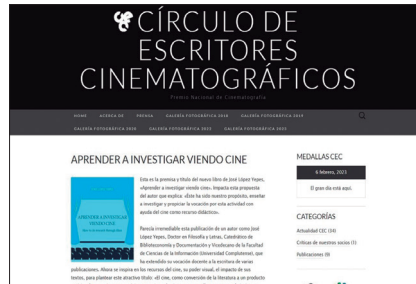 CÍRCULO DE
ESCRITORES
CINEMATOGRÁFICOS
Premio Nacional de Cinematografía
HOME ACERCA DE PRENSA GALERÍA FOTOGRÁFICA 2018 GALERÍA FOTOGRÁFICA 2019
GALERÍA FOTOGRÁFICA 2020 GALERÍA FOTOGRÁFICA 2022 GALERÍA FOTOGRÁFICA 2023
APRENDER A INVESTIGAR VIENDO CINE
Esta es la premisa y título del nuevo libro de José López Yepes,
«Aprender a investigar viendo cine». Impacta esta propuesta
del autor que explica: «Este ha sido nuestro propósito, enseñar
a investigar y propiciar la vocación por esta actividad con
ayuda del cine como recurso didáctico».
Parecía irremediable esta publicación de un autor como José
López Yepes, Doctor en Filosofía y Letras, Catedrático de
Biblioteconomía y Documentación y Vicedecano de la Facultad
de Ciencias de la Información (Universidad Complutense), que
ha extendido su vocación docente a la escritura de varias
publicaciones. Ahora se inspira en los recursos del cine, su poder visual, el impacto de sus
textos, para plantear este atractivo título: «El cine, como conversión de la literatura a un producto
APRENDER A INVESTIGAR
VIENDO CINE
MEDALLAS CEC
6 febrero, 2023
El gran día está aquí.
CATEGORÍAS
Actualidad CEC (34)
Críticas de nuestros socios (1)
Publicaciones (9)